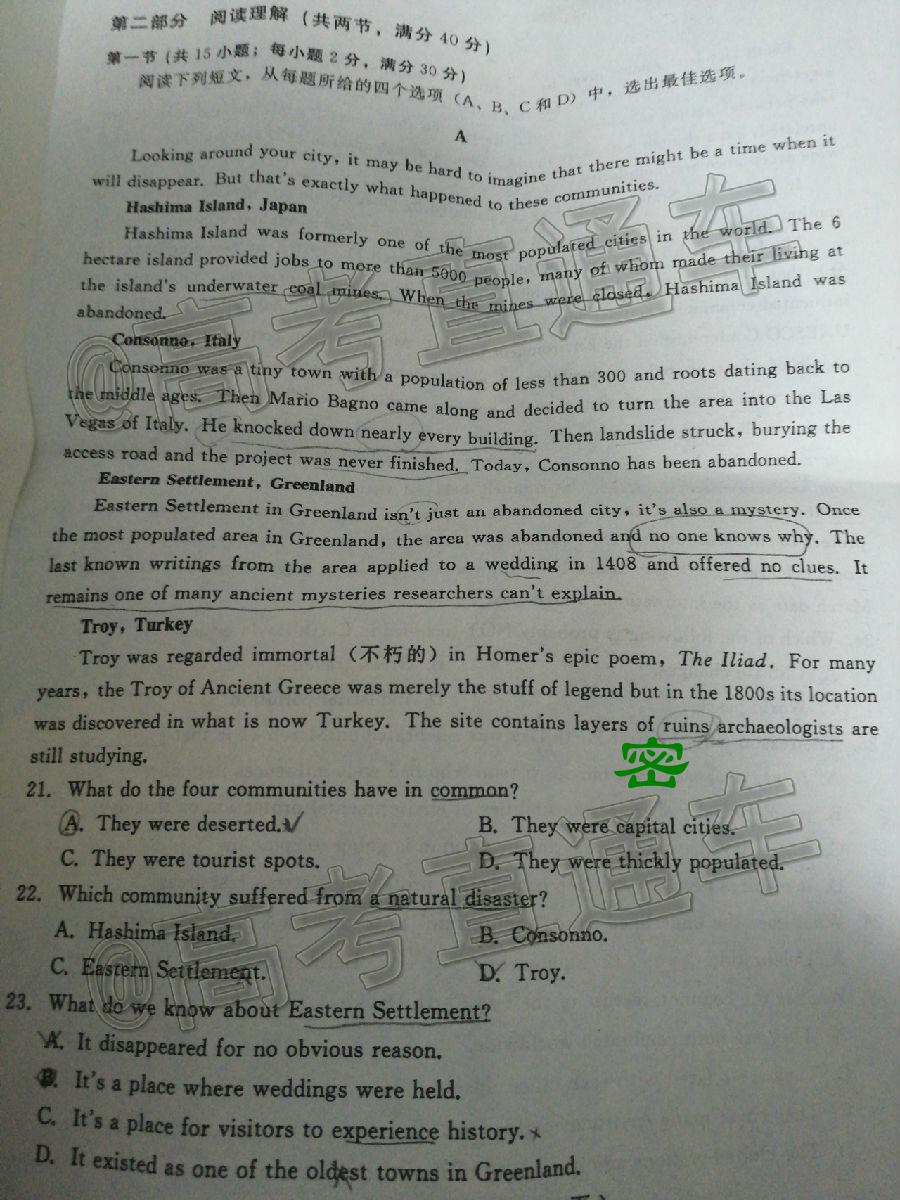 第二部分 阅读理解（共两节，满分40分）
第一节（共15小题；每小题2分，满分30分）
阅读下列短文，从每题所给的四个选项（A、B、C和D）中，选出最佳选项。
A
Looking around your city, it may be hard to imagine that there might be a time when it
will disappear. But that's exactly what happened to these communities.
Hashima Island, Japan
Hashima Island was formerly one of the most populated cities in the world. The 6
hectare island provided jobs to more than 5000 people, many of whom made their living at
the island's underwater coal mines. When the mines were closed, Hashima Island was
abandoned.
Consonno, Italy
Consonno was a tiny town with a population of less than 300 and roots dating back to
the middle ages. Then Mario Bagno came along and decided to turn the area into the Las
Vegas of Italy. He knocked down nearly every building. Then landslide struck, burying the
access road and the project was never finished. Today, Consonno has been abandoned.
Eastern Settlement, Greenland
Eastern Settlement in Greenland isn't just an abandoned city, it's also a mystery. Once
the most populated area in Greenland, the area was abandoned and no one knows why. The
last known writings from the area applied to a wedding in 1408 and offered no clues. It
remains one of many ancient mysteries researchers can't explain.
Troy, Turkey
Troy was regarded immortal（不朽的）in Homer's epic poem, The Iliad. For many
years, the Troy of Ancient Greece was merely the stuff of legend but in the 1800s its location
was discovered in what is now Turkey. The site contains layers of ruins archaeologists are
still studying.
密
21. What do the four communities have in common?
A. They were deserted. B. They were capital cities.
C. They were tourist spots. D. They were thickly populated.
22. Which community suffered from a natural disaster?
A. Hashima Island. B. Consonno.
C. Eastern Settlement. D. Troy.
23. What do we know about Eastern Settlement?
A. It disappeared for no obvious reason.
B. It's a place where weddings were held.
C. It's a place for visitors to experience history.
D. It existed as one of the oldest towns in Greenland.
@高考直通车
@高考直通车